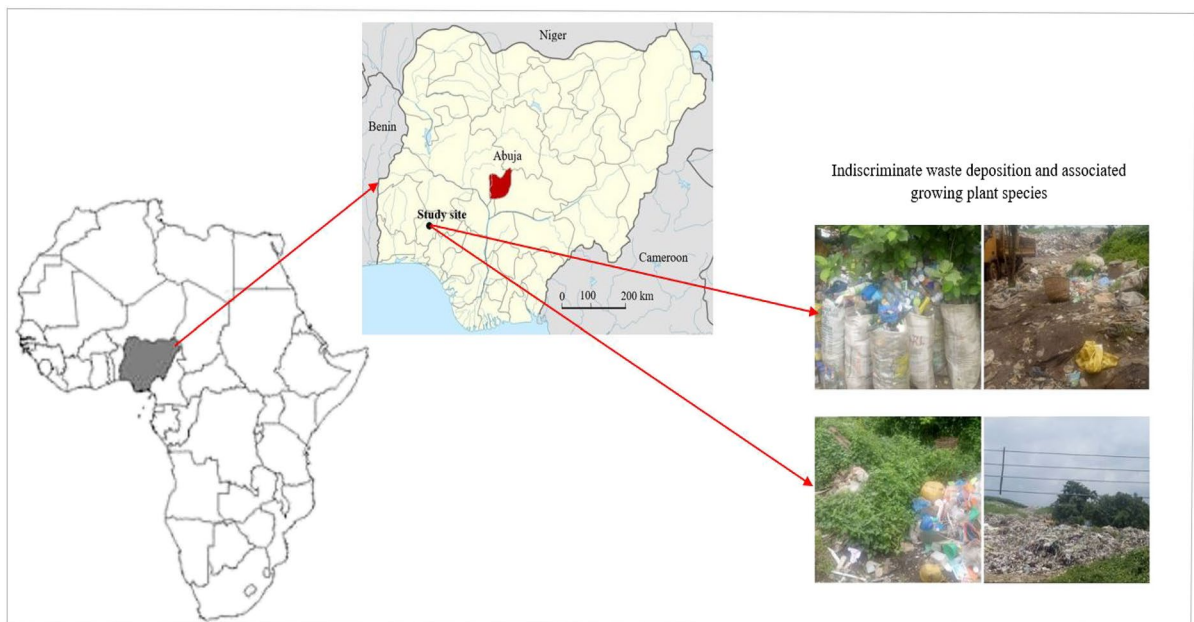 Niger
Benin
Abuja
Study site
Cameroon
0 100 200 km
Indiscriminate waste deposition and associated
growing plant species